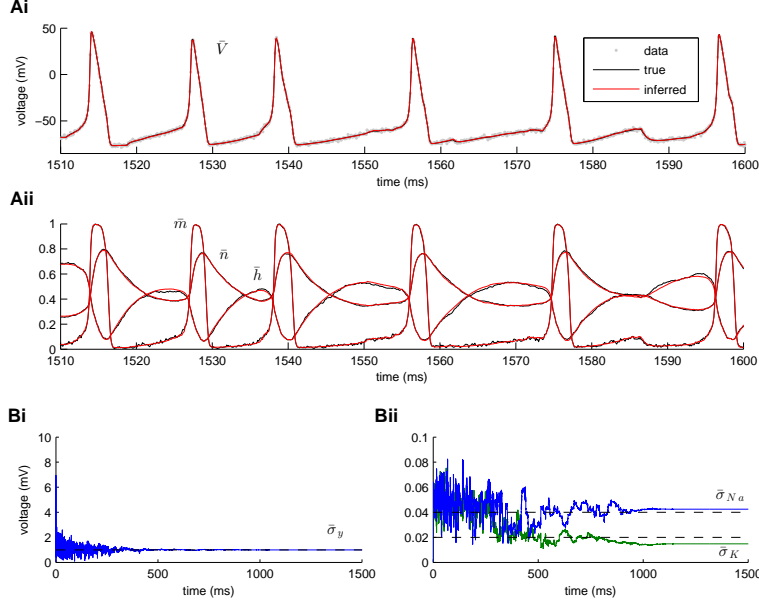 Ai
voltage (mV)
50
0
−50
V̄
data
true
inferred
1510 1520 1530 1540 1550 1560 1570 1580 1590 1600
time (ms)
Aii
1
0.8
0.6
0.4
0.2
0
m̄
n̄
h̄
1510 1520 1530 1540 1550 1560 1570 1580 1590 1600
time (ms)
Bi
voltage (mV)
10
8
6
4
2
0
σ̄y
0 500 1000 1500
time (ms)
Bii
0.1
0.08
0.06
0.04
0.02
0
σ̄Na
σ̄K
0 500 1000 1500
time (ms)